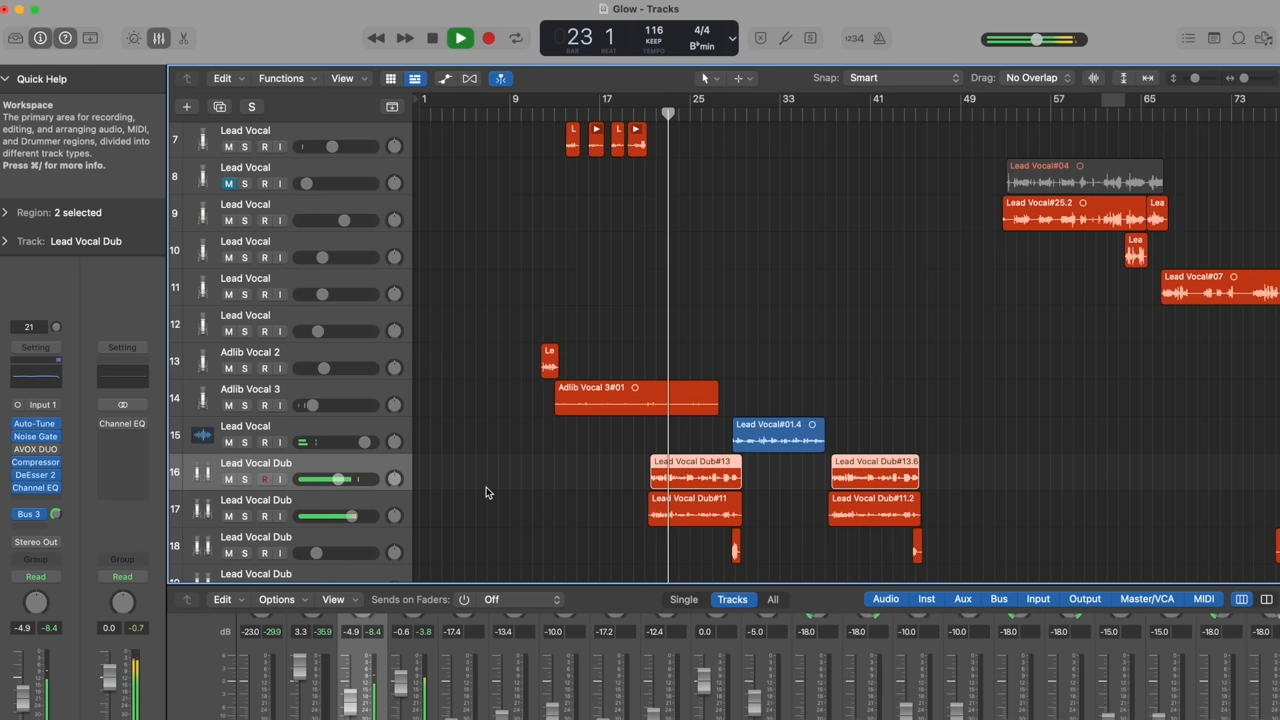 Glow - Tracks
23 1
BAR BEAT
116
KEEP
TEMPO
4/4
B♭min
1234
Quick Help
Workspace
The primary area for recording,
editing, and arranging audio, MIDI,
and Drummer regions, divided into
different track types.
Press ⌘/ for more info.
Region: 2 selected
Track: Lead Vocal Dub
21
Setting Setting
Input 1
Auto-Tune Channel EQ
Noise Gate
AVOX DUO
Compressor
DeEsser 2
Channel EQ
Bus 3
Stereo Out
Group Group
Read Read
-4.9 -8.4 0.0 -0.7
Edit Functions View Snap: Smart Drag: No Overlap
S
1 9 17 25 33 41 49 57 65 73
7 Lead Vocal M S R I L L
8 Lead Vocal M S R I Lead Vocal#04
9 Lead Vocal M S R I Lead Vocal#25.2 Lea
10 Lead Vocal M S R I Lea
11 Lead Vocal M S R I Lead Vocal#07
12 Lead Vocal M S R I
13 Adlib Vocal 2 M S R I Le
14 Adlib Vocal 3 M S R I Adlib Vocal 3#01
15 Lead Vocal M S R I Lead Vocal#01.4
16 Lead Vocal Dub M S R I Lead Vocal Dub#13 Lead Vocal Dub#13.6
17 Lead Vocal Dub M S R I Lead Vocal Dub#11 Lead Vocal Dub#11.2
18 Lead Vocal Dub M S R I
Lead Vocal Dub
Edit Options View Sends on Faders: Off Single Tracks All Audio Inst Aux Bus Input Output Master/VCA MIDI
dB -23.0 -29.9 3.3 -35.9 -4.9 -8.4 -0.6 -3.8 -17.4 -13.4 -10.0 -17.2 -12.4 0.0 -5.0 -18.0 -18.0 -10.0 -10.0 -18.0 -18.0 -15.0 -15.0 -18.0 -18.0